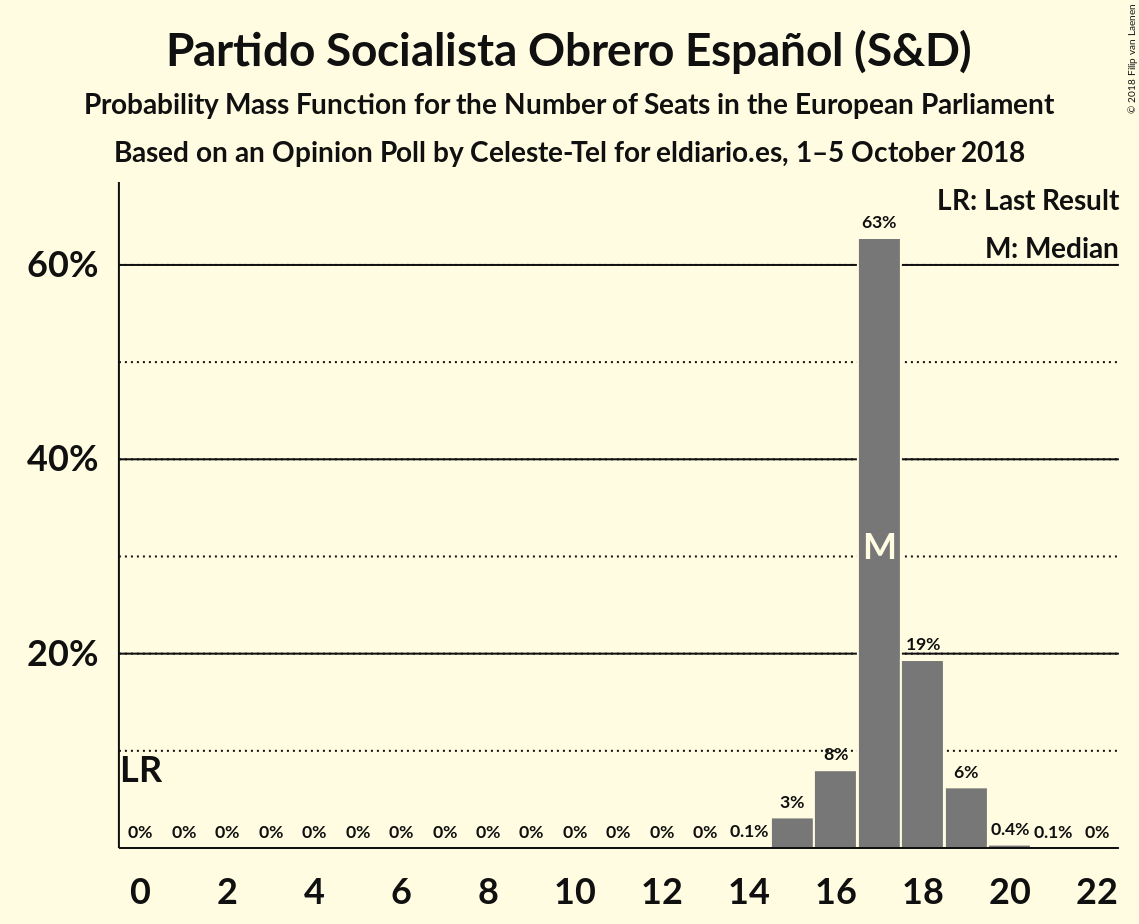 Partido Socialista Obrero Español (S&D)
Probability Mass Function for the Number of Seats in the European Parliament
Based on an Opinion Poll by Celeste-Tel for eldiario.es, 1–5 October 2018
© 2018 Filip van Laenen
LR: Last Result
M: Median
60%
40%
20%
63%
M
19%
8%
6%
3%
LR
0% 0% 0% 0% 0% 0% 0% 0% 0% 0% 0% 0% 0% 0% 0.1% 0.4% 0.1% 0%
0 2 4 6 8 10 12 14 16 18 20 22